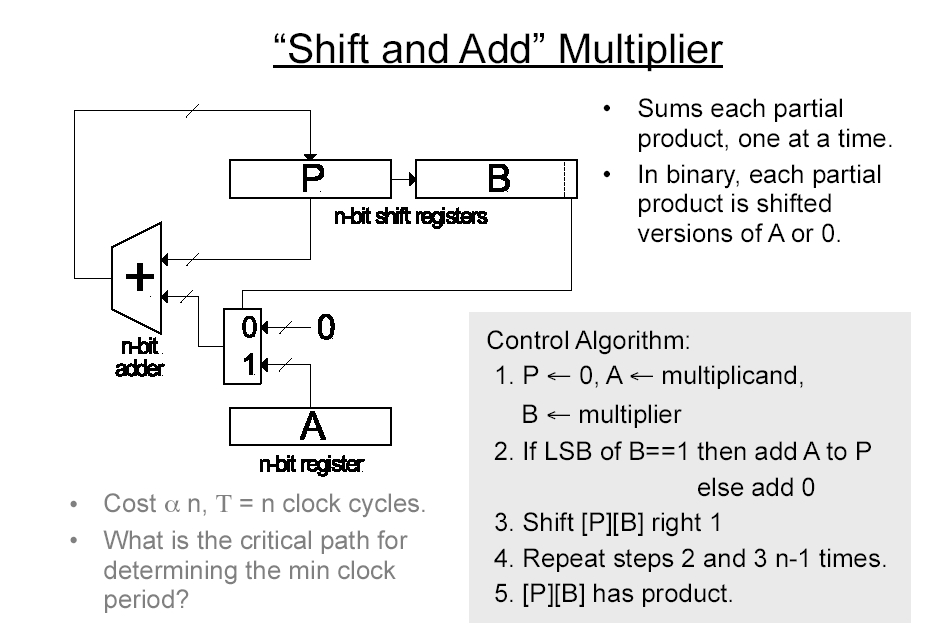 “Shift and Add” Multiplier
• Sums each partial
product, one at a time.
• In binary, each partial
product is shifted
versions of A or 0.
P
B
n-bit shift registers
+
n-bit
adder
0
0
1
A
n-bit register
• Cost α n, T = n clock cycles.
• What is the critical path for
determining the min clock
period?
Control Algorithm:
1. P ← 0, A ← multiplicand,
B ← multiplier
2. If LSB of B==1 then add A to P
else add 0
3. Shift [P][B] right 1
4. Repeat steps 2 and 3 n-1 times.
5. [P][B] has product.